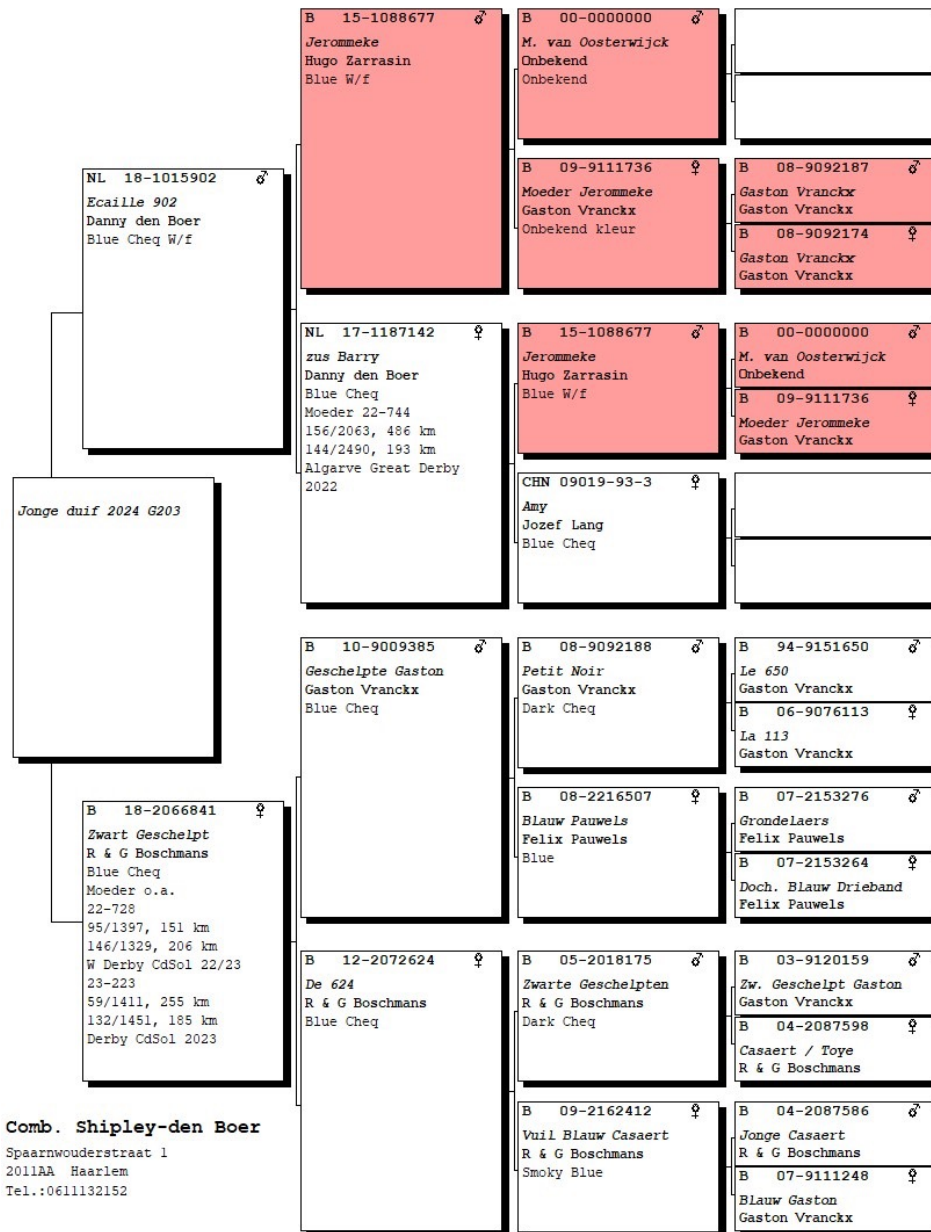 B 15-1088677 ♂
Jerommeke
Hugo Zarrasin
Blue W/f
B 00-0000000 ♂
M. van Oosterwijck
Onbekend
Onbekend
B 09-9111736 ♀
Moeder Jerommeke
Gaston Vranckx
Onbekend kleur
B 08-9092187 ♂
Gaston Vranckx
Gaston Vranckx
B 08-9092174 ♀
Gaston Vranckx
Gaston Vranckx
NL 18-1015902 ♂
Ecaille 902
Danny den Boer
Blue Cheq W/f
NL 17-1187142 ♀
zus Barry
Danny den Boer
Blue Cheq
Moeder 22-744
156/2063, 486 km
144/2490, 193 km
Algarve Great Derby
2022
B 15-1088677 ♂
Jerommeke
Hugo Zarrasin
Blue W/f
B 00-0000000 ♂
M. van Oosterwijck
Onbekend
B 09-9111736 ♀
Moeder Jerommeke
Gaston Vranckx
CHN 09019-93-3 ♀
Amy
Jozef Lang
Blue Cheq
Jonge duif 2024 G203
B 10-9009385 ♂
Geschelpte Gaston
Gaston Vranckx
Blue Cheq
B 08-9092188 ♂
Petit Noir
Gaston Vranckx
Dark Cheq
B 94-9151650 ♂
Le 650
Gaston Vranckx
B 06-9076113 ♀
La 113
Gaston Vranckx
B 08-2216507 ♀
Blauw Pauwels
Felix Pauwels
Blue
B 07-2153276 ♂
Grondelaers
Felix Pauwels
B 07-2153264 ♀
Doch. Blauw Drieband
Felix Pauwels
B 18-2066841 ♀
Zwart Geschelpt
R & G Boschmans
Blue Cheq
Moeder o.a.
22-728
95/1397, 151 km
146/1329, 206 km
W Derby CdSol 22/23
23-223
59/1411, 255 km
132/1451, 185 km
Derby CdSol 2023
B 12-2072624 ♀
De 624
R & G Boschmans
Blue Cheq
B 05-2018175 ♂
Zwarte Geschelpten
R & G Boschmans
Dark Cheq
B 03-9120159 ♂
Zw. Geschelpt Gaston
Gaston Vranckx
B 04-2087598 ♀
Casaert / Toye
R & G Boschmans
B 09-2162412 ♀
Vuil Blauw Casaert
R & G Boschmans
Smoky Blue
B 04-2087586 ♂
Jonge Casaert
R & G Boschmans
B 07-9111248 ♀
Blauw Gaston
Gaston Vranckx
Comb. Shipley-den Boer
Spaarnwouderstraat 1
2011AA Haarlem
Tel.:0611132152